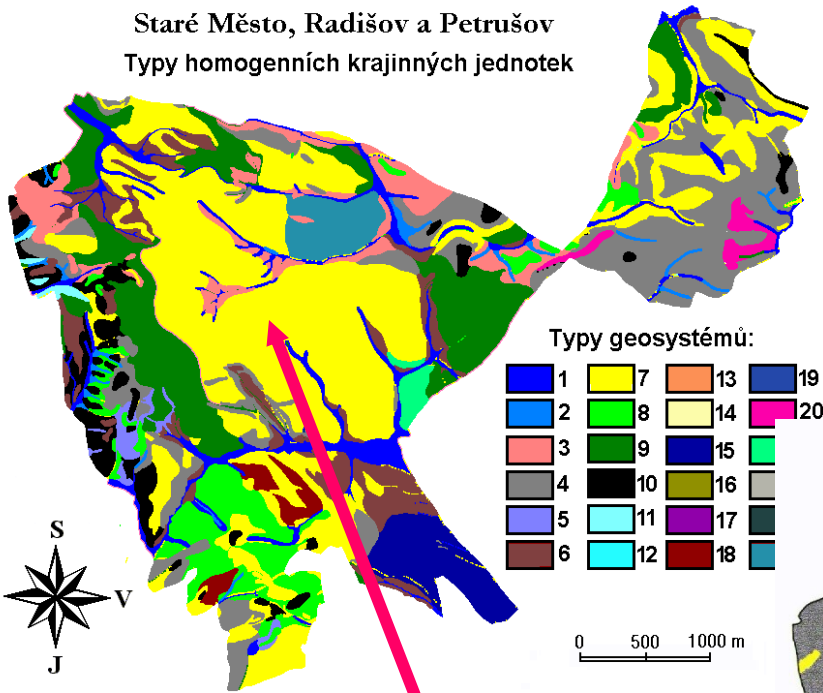 Staré Město, Radišov a Petrušov
Typy homogenních krajinných jednotek
Typy geosystémů:
1 7 13 19
2 8 14 20
3 9 15
4 10 16
5 11 17
6 12 18
S
V
J
0 500 1000 m